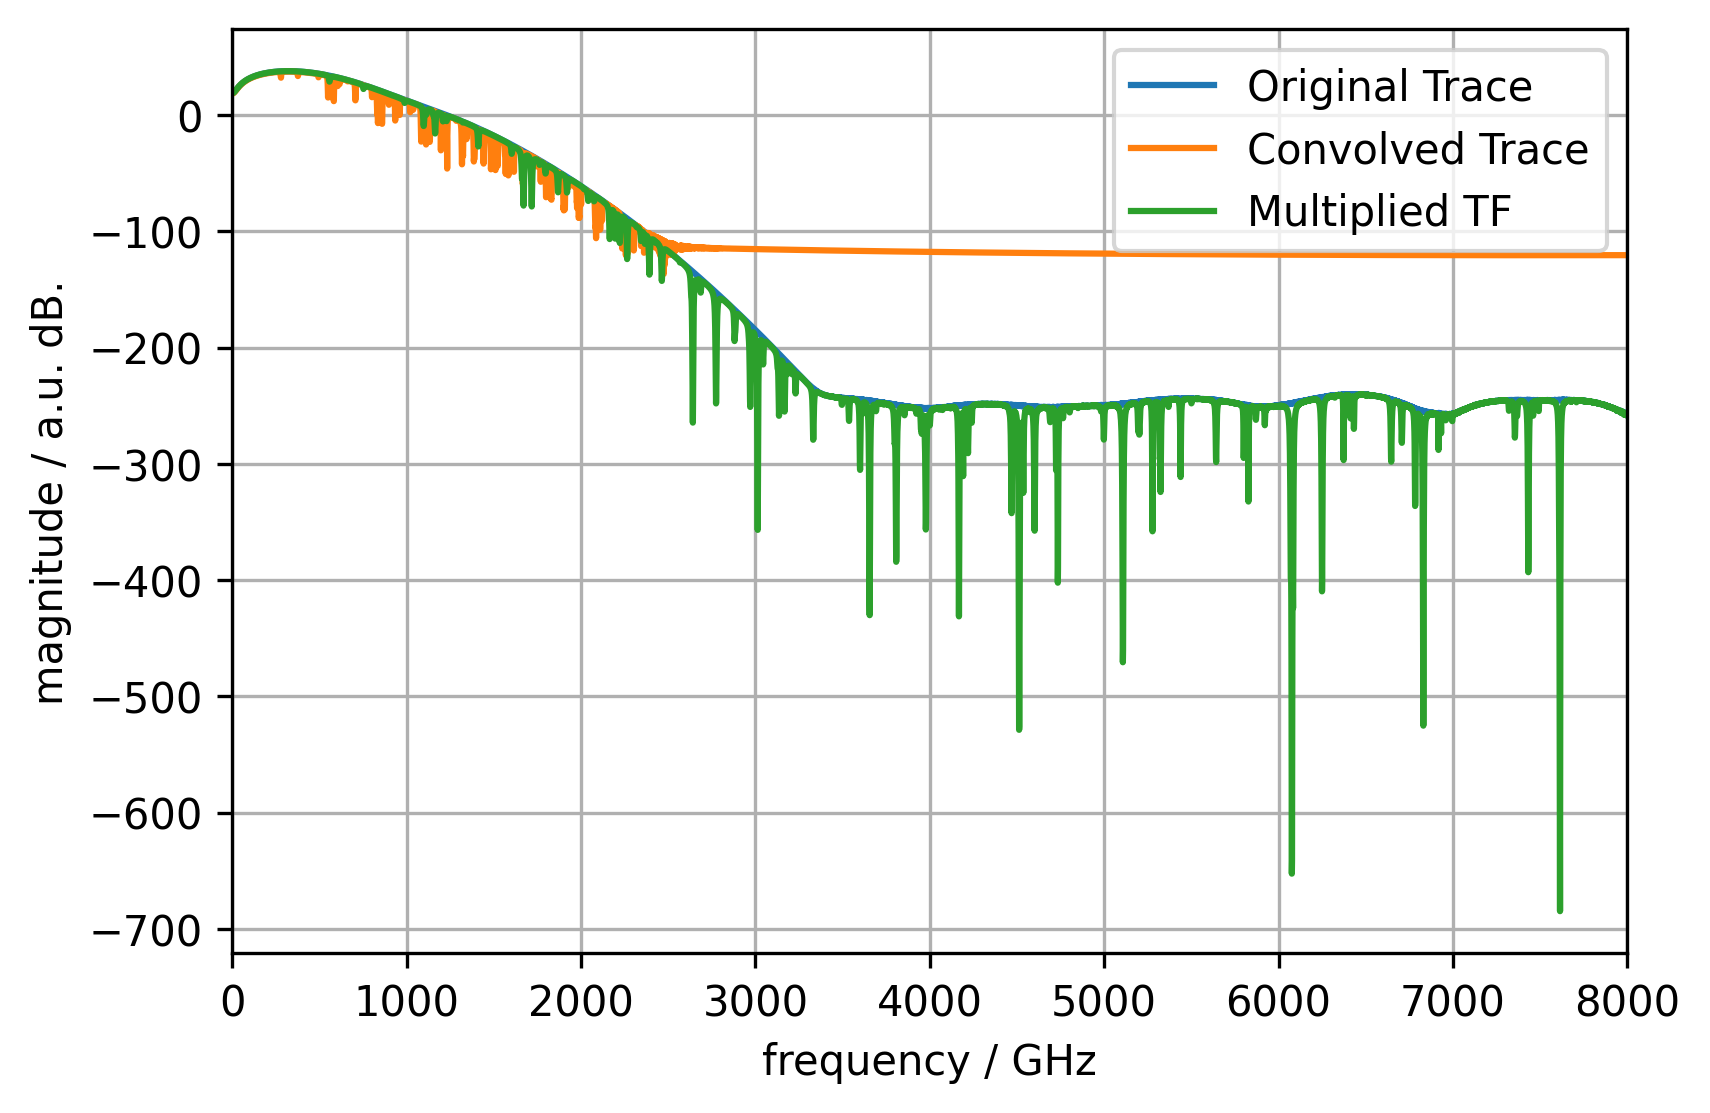 Original Trace
Convolved Trace
Multiplied TF
magnitude / a.u. dB.
0
−100
−200
−300
−400
−500
−600
−700
0 1000 2000 3000 4000 5000 6000 7000 8000
frequency / GHz